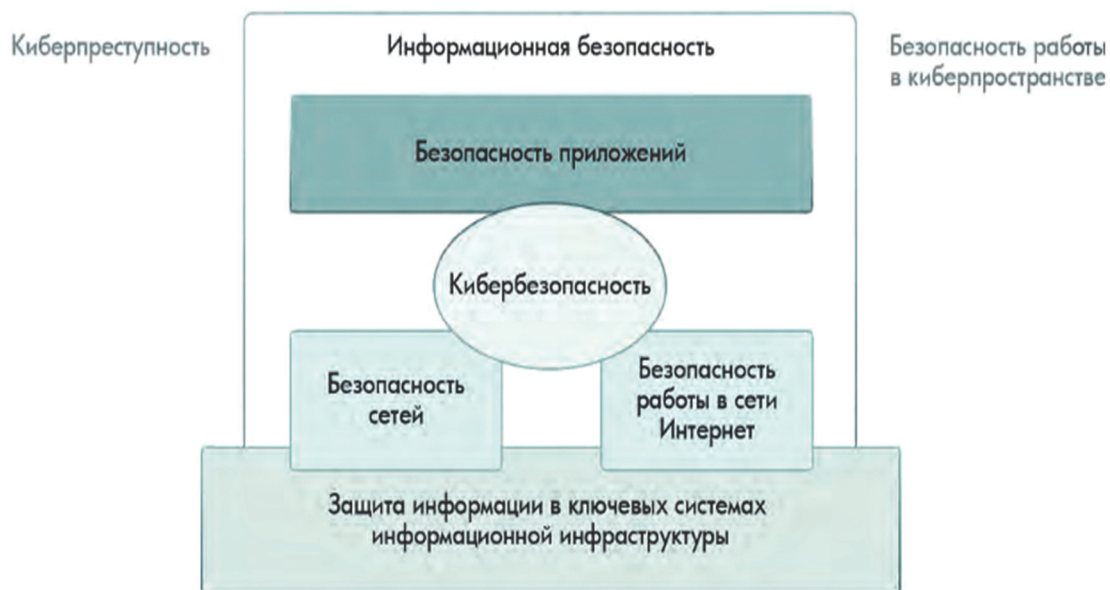 Киберпреступность
Информационная безопасность
Безопасность работы
в киберпространстве
Безопасность приложений
Кибербезопасность
Безопасность
сетей
Безопасность
работы в сети
Интернет
Защита информации в ключевых системах
информационной инфраструктуры